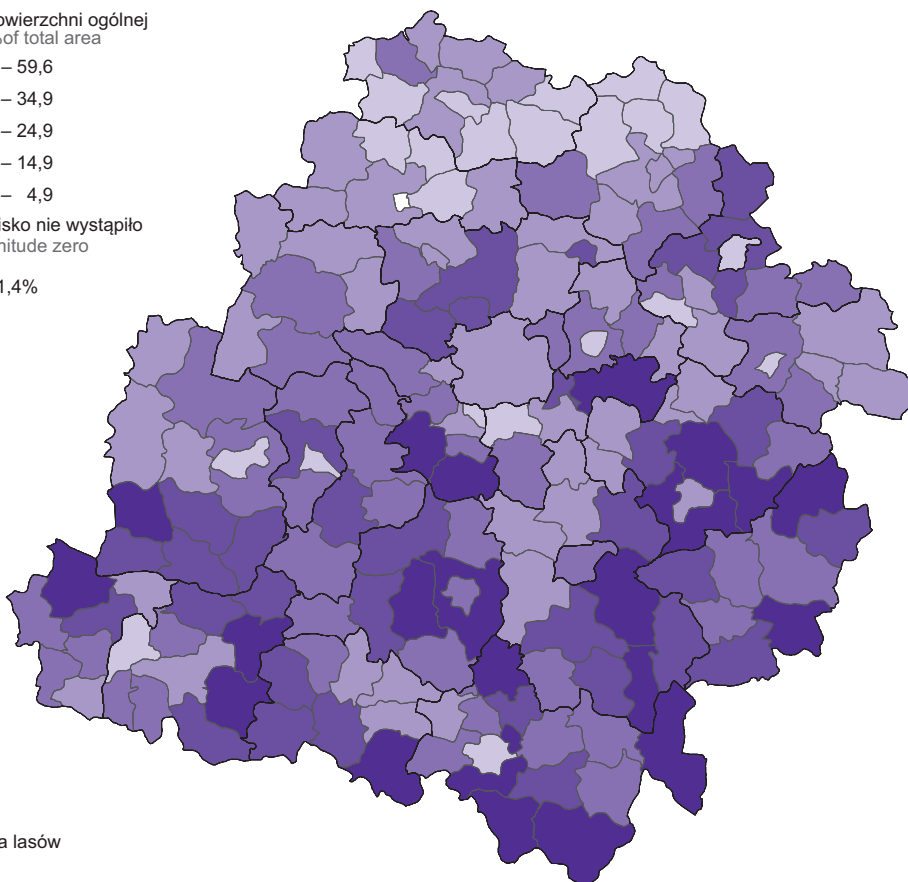 owierzchni ogólnej
of total area
– 59,6
– 34,9
– 24,9
– 14,9
– 4,9
isko nie wystąpiło
nitude zero
1,4%
a lasów